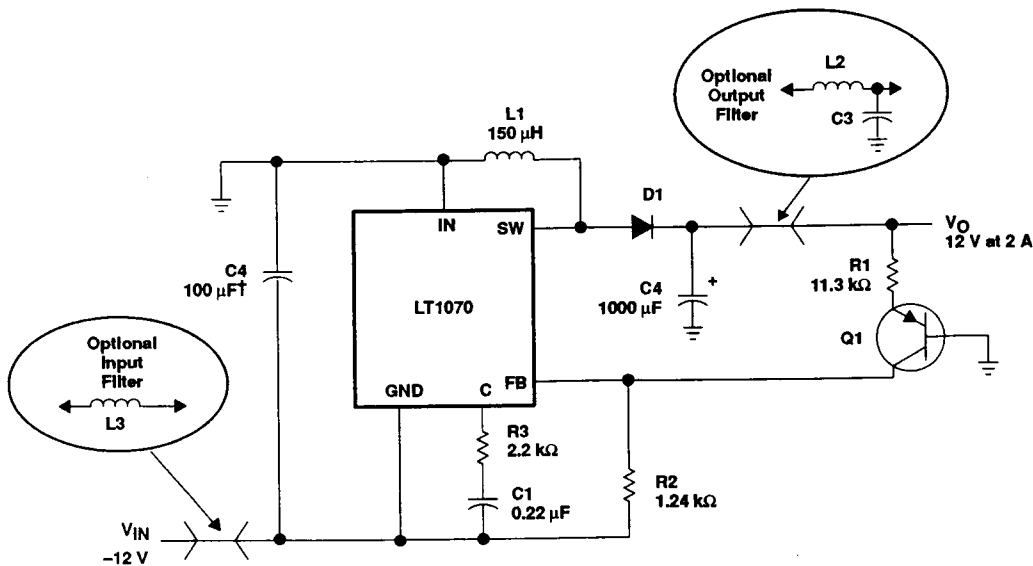 L2
Optional
Output
Filter
C3
L1
150 µH
D1
IN
SW
VO
12 V at 2 A
R1
11.3 kΩ
C4
100 µF†
LT1070
C4
1000 µF
+
Q1
Optional
Input
Filter
L3
GND
C
FB
R3
2.2 kΩ
R2
1.24 kΩ
C1
0.22 µF
VIN
–12 V